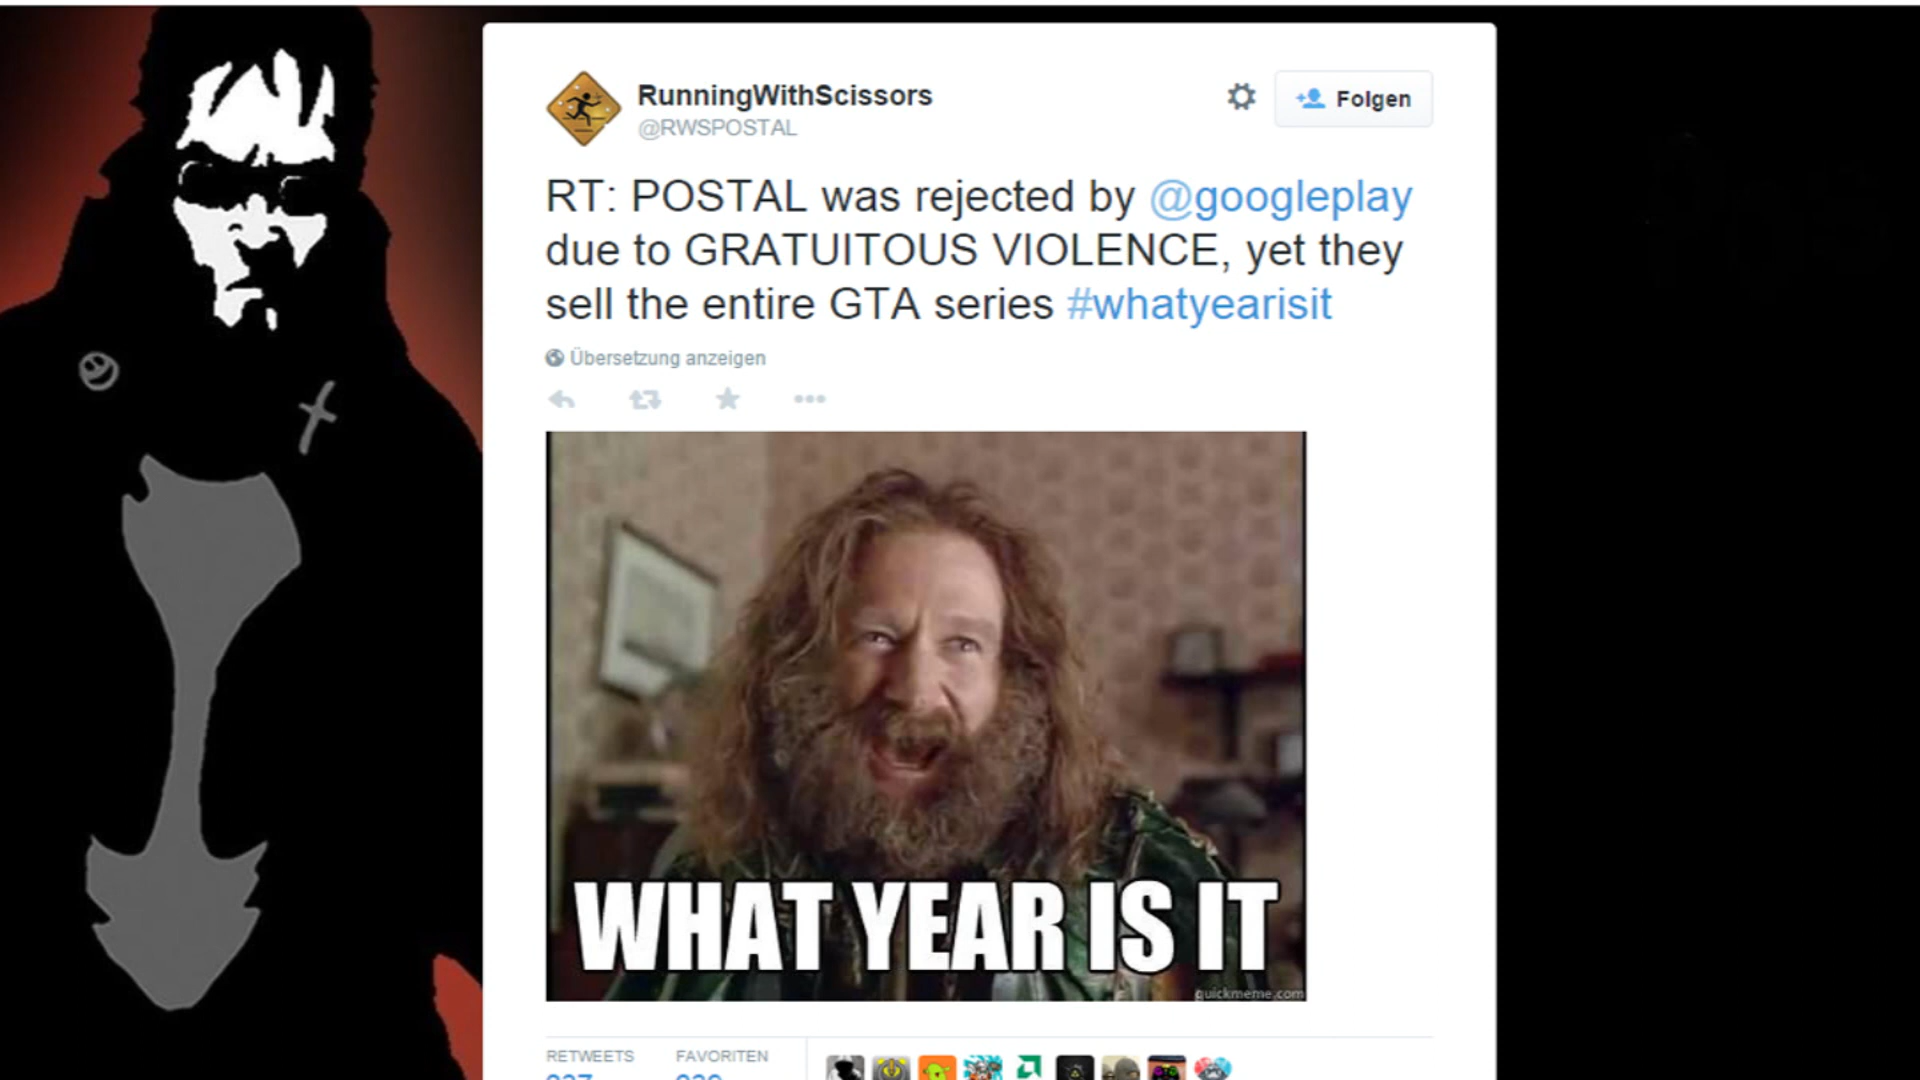 RunningWithScissors
@RWSPOSTAL
Folgen
RT: POSTAL was rejected by @googleplay
due to GRATUITOUS VIOLENCE, yet they
sell the entire GTA series #whatyearisit
Übersetzung anzeigen
WHAT YEAR IS IT
quickmeme.com
RETWEETS FAVORITEN